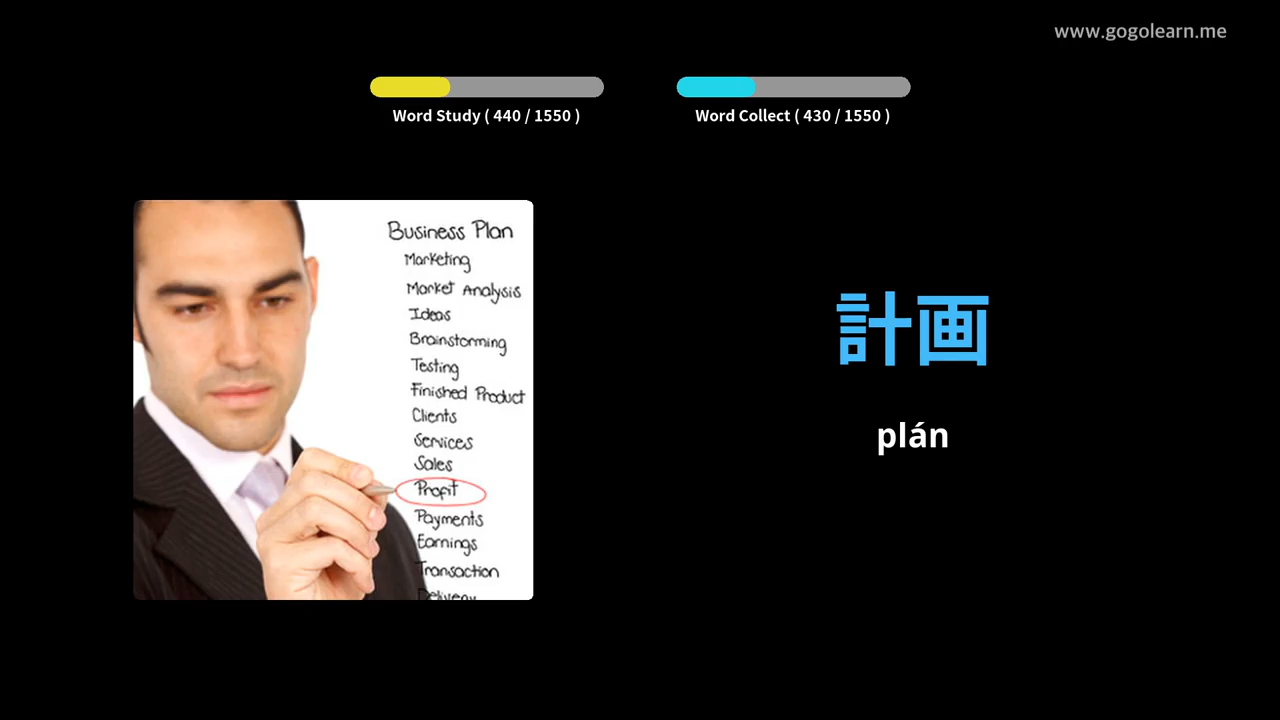 www.gogolearn.me
Word Study ( 440 / 1550 )
Word Collect ( 430 / 1550 )
Business Plan
Marketing
Market Analysis
Ideas
Brainstorming
Testing
Finished Product
Clients
Services
Sales
Profit
Payments
Earnings
Transaction
Delivery
計画
plán